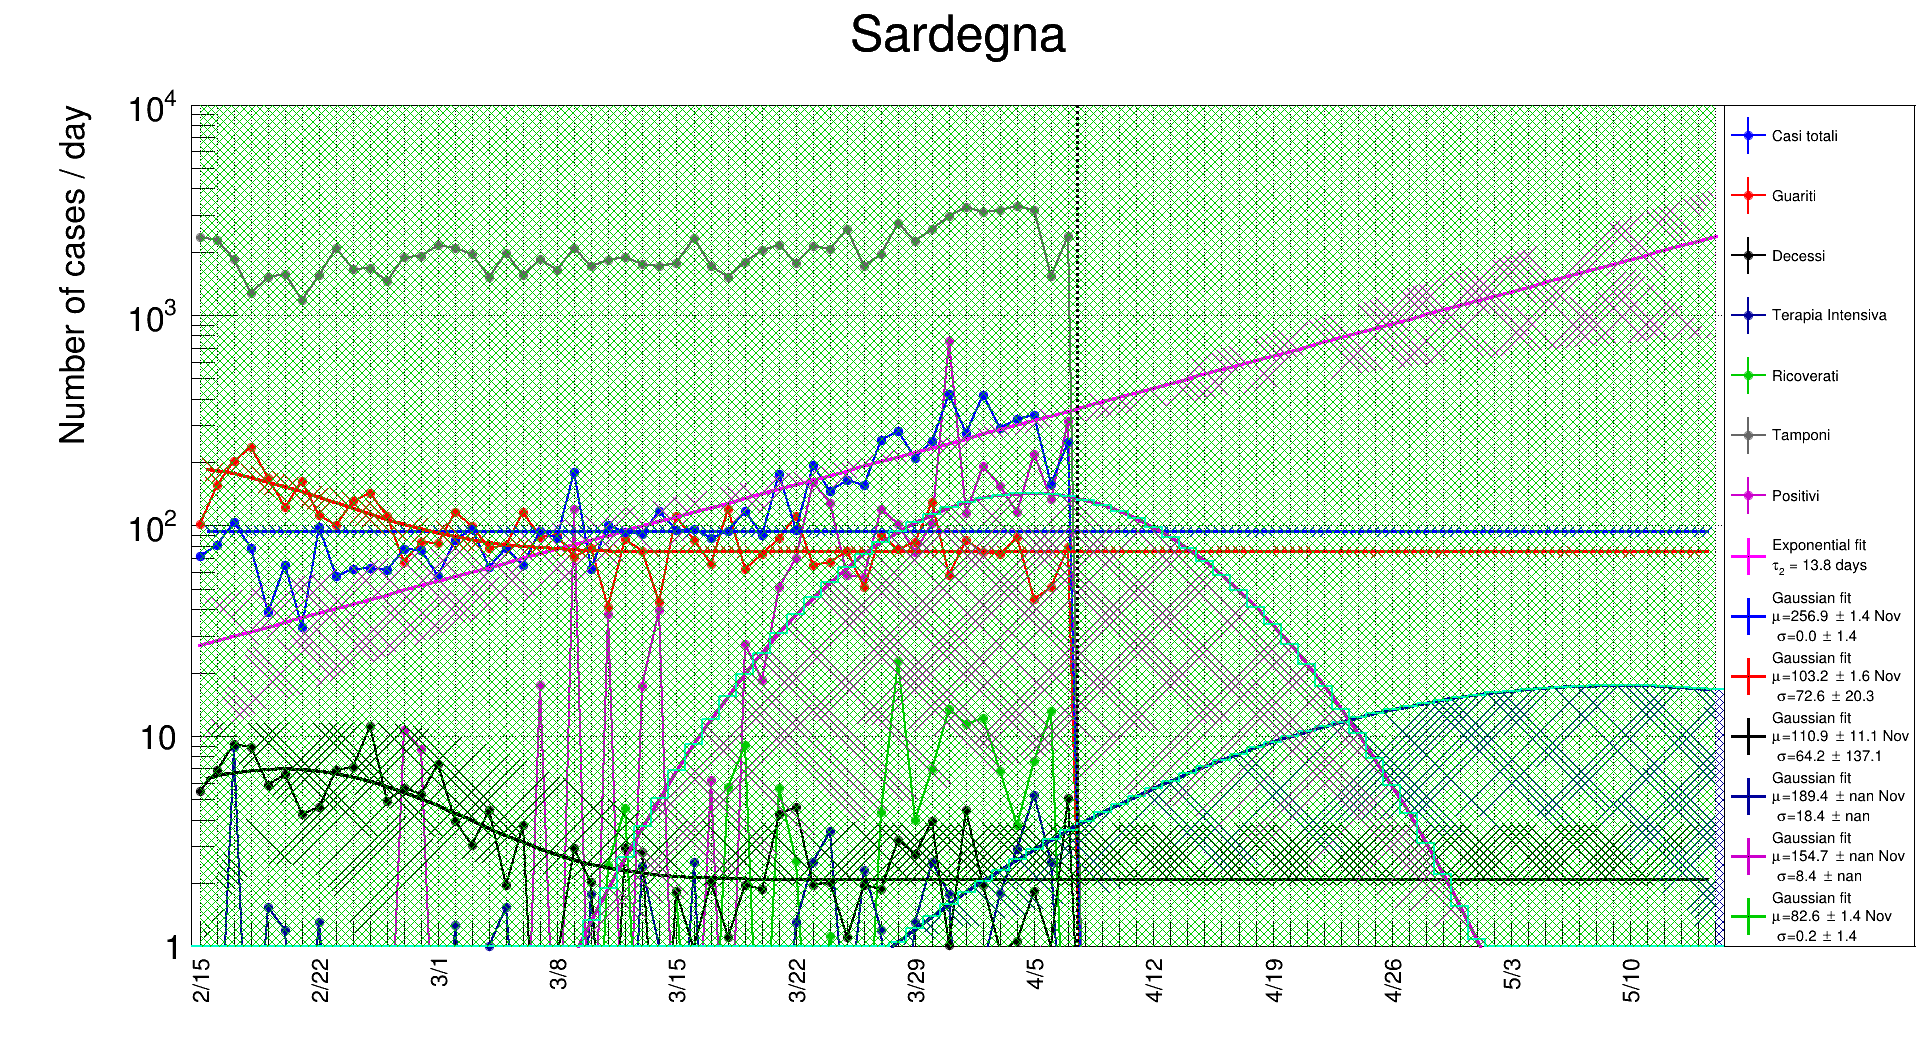 Sardegna
Number of cases / day
10^4
10^3
10^2
10
1
2/15
2/22
3/1
3/8
3/15
3/22
3/29
4/5
4/12
4/19
4/26
5/3
5/10
Casi totali
Guariti
Decessi
Terapia Intensiva
Ricoverati
Tamponi
Positivi
Exponential fit
τ₂ = 13.8 days
Gaussian fit
μ=256.9 ± 1.4 Nov
σ=0.0 ± 1.4
Gaussian fit
μ=103.2 ± 1.6 Nov
σ=72.6 ± 20.3
Gaussian fit
μ=110.9 ± 11.1 Nov
σ=64.2 ± 137.1
Gaussian fit
μ=189.4 ± nan Nov
σ=18.4 ± nan
Gaussian fit
μ=154.7 ± nan Nov
σ=8.4 ± nan
Gaussian fit
μ=82.6 ± 1.4 Nov
σ=0.2 ± 1.4